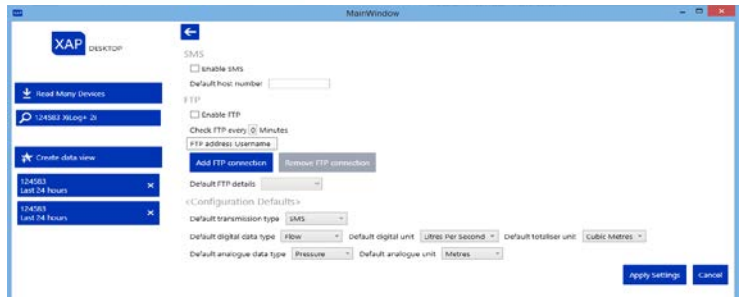 MainWindow
XAP DESKTOP
Read Many Devices
124583 XiLog+ 2i
Create data view
124583
Last 24 hours
124583
Last 24 hours
SMS
Enable SMS
Default host number
FTP
Enable FTP
Check FTP every 0 Minutes
FTP address Username
Add FTP connection Remove FTP connection
Default FTP details
<Configuration Defaults>
Default transmission type SMS
Default digital data type Flow Default digital unit Litres Per Second Default totaliser unit Cubic Metres
Default analogue data type Pressure Default analogue unit Metres
Apply Settings Cancel